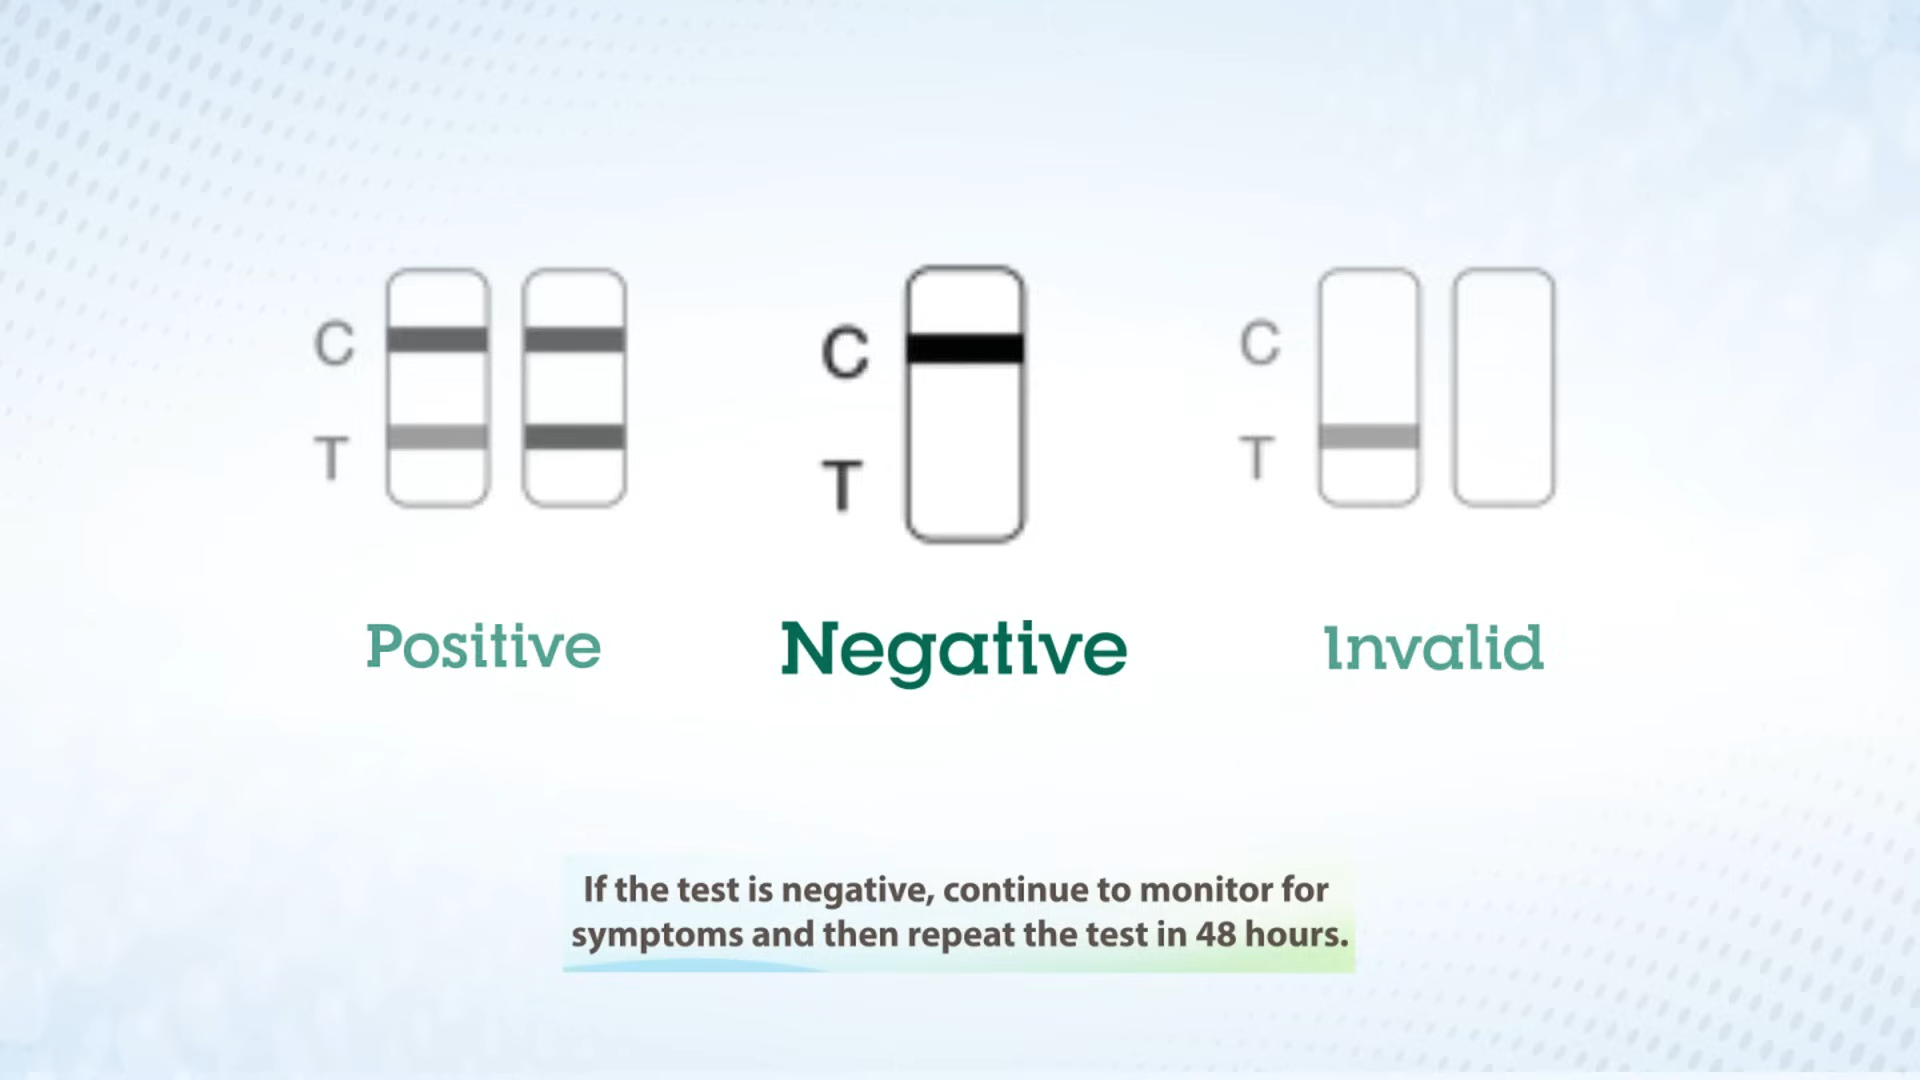 C
T
Positive
C
T
Negative
C
T
Invalid
If the test is negative, continue to monitor for
symptoms and then repeat the test in 48 hours.